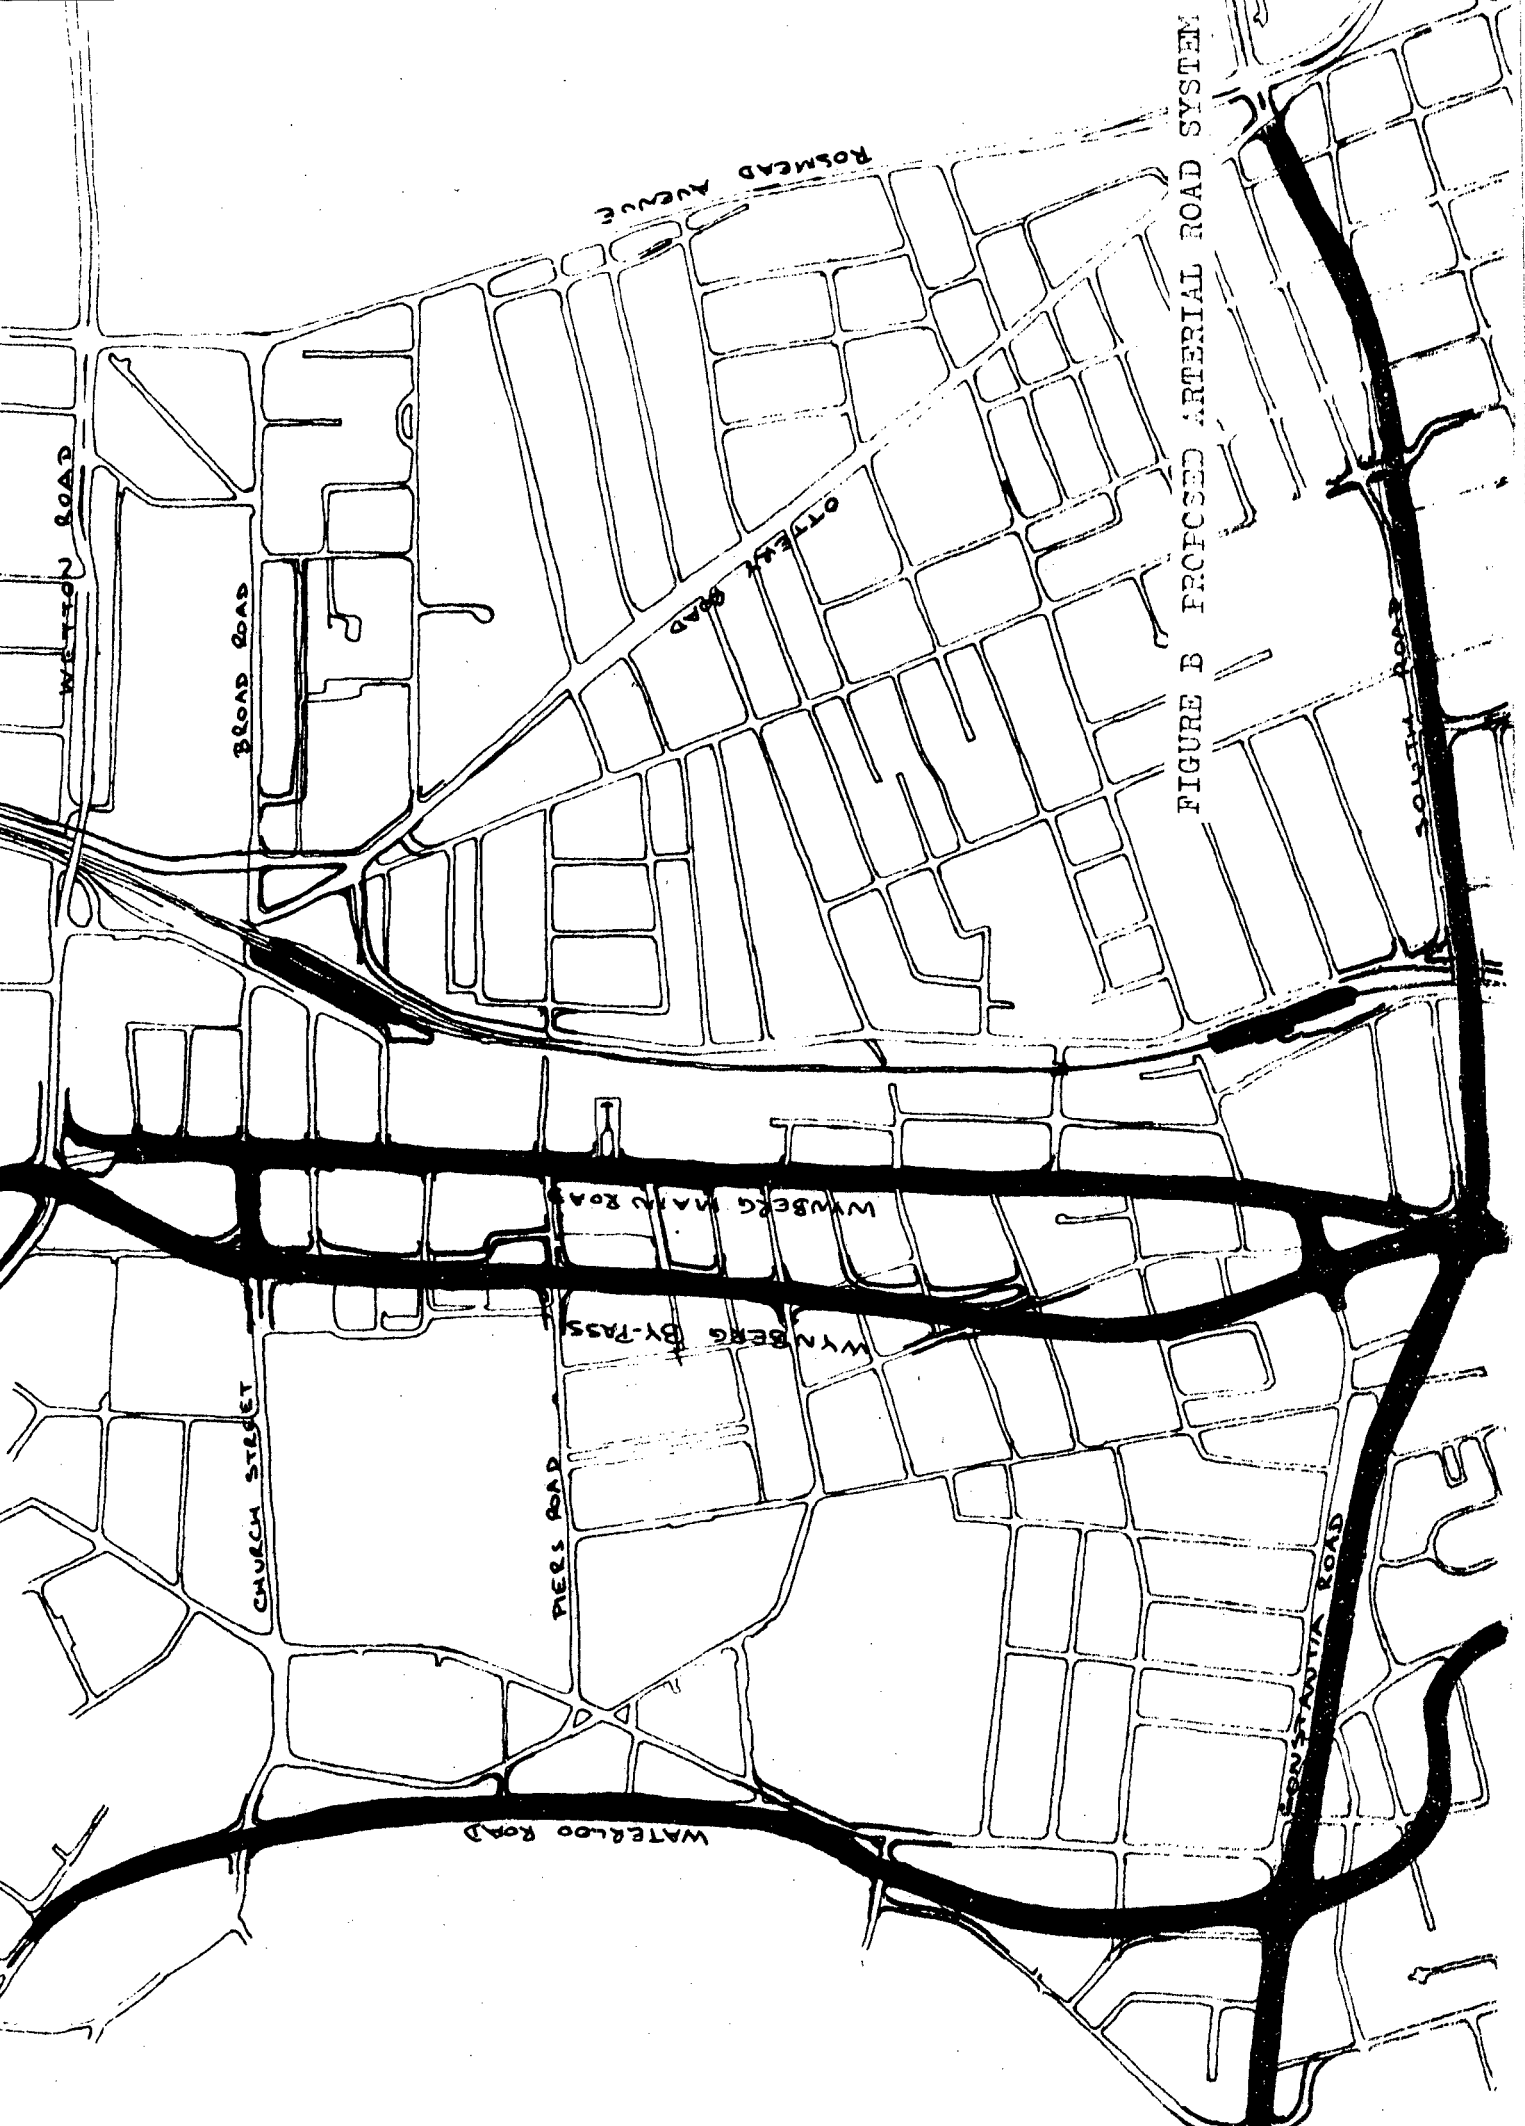 FIGURE B PROPOSED ARTERIAL ROAD SYSTEM
ROSMEAD AVENUE
WETTON ROAD
BROAD ROAD
OTTERY ROAD
SOUTH ROAD
WYNBERG MAIN ROAD
WYNBERG BY-PASS
CHURCH STREET
PIERS ROAD
CONSTANTIA ROAD
WATERLOO ROAD